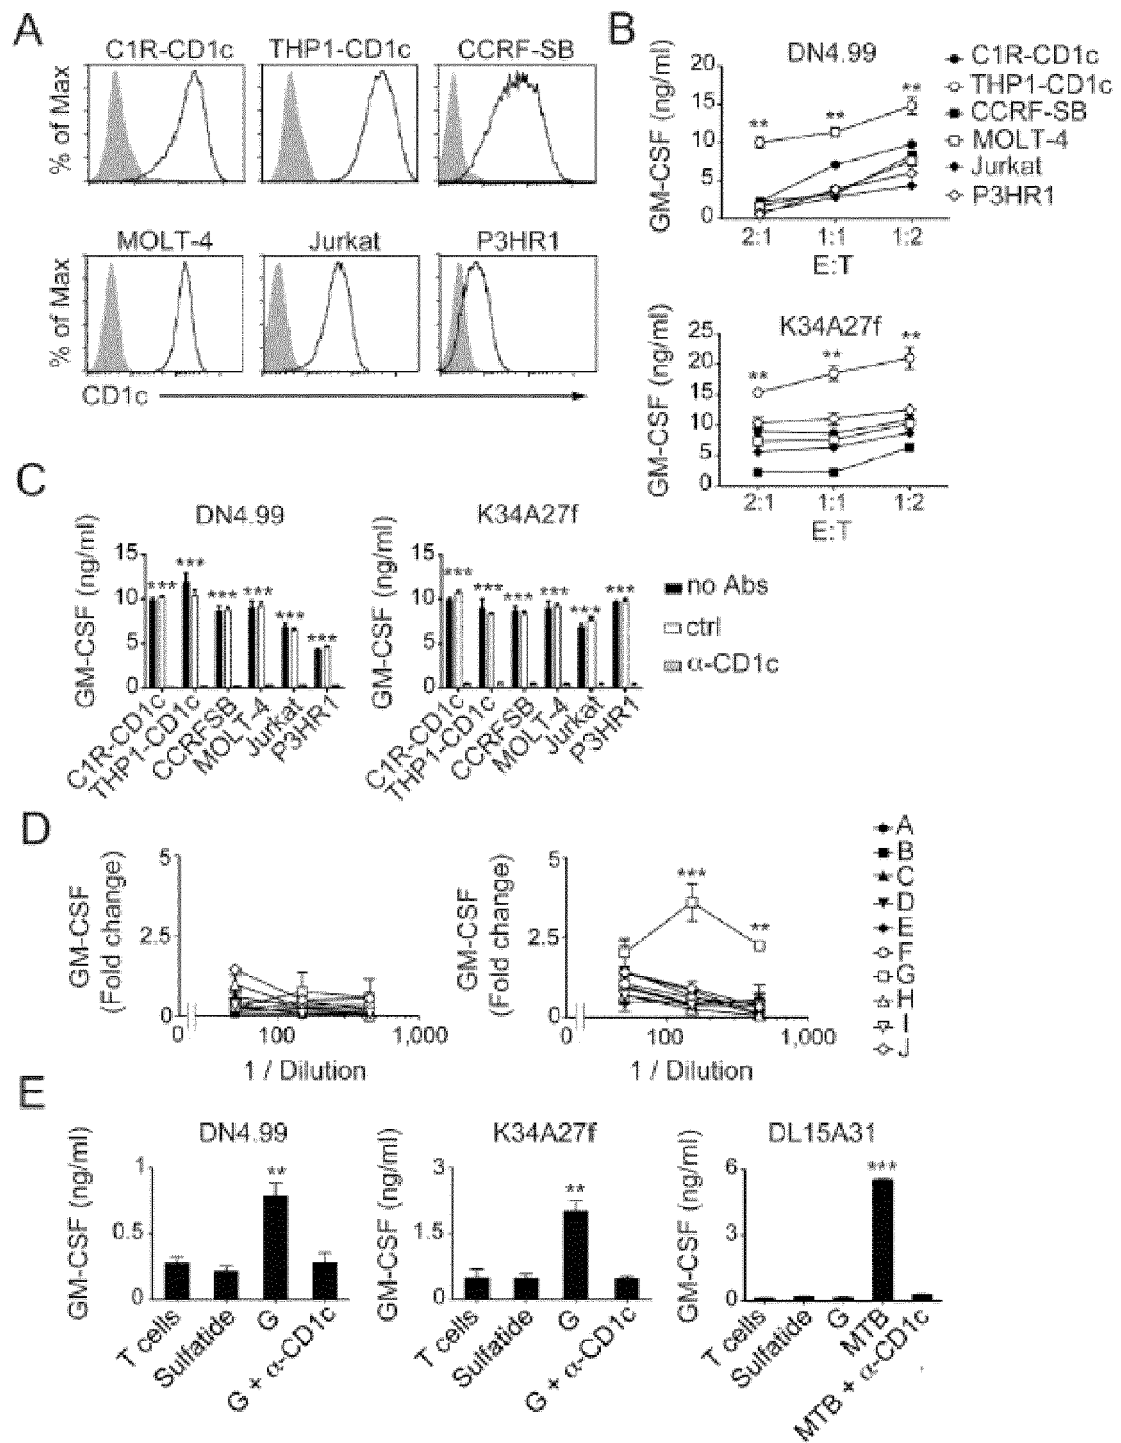 A
C1R-CD1c THP1-CD1c CCRF-SB
% of Max
MOLT-4 Jurkat P3HR1
% of Max
CD1c
B
DN4.99
GM-CSF (ng/ml)
20
15
10
5
0
** ** **
2:1 1:1 1:2
E:T
C1R-CD1c
THP1-CD1c
CCRF-SB
MOLT-4
Jurkat
P3HR1
K34A27f
GM-CSF (ng/ml)
25
20
15
10
5
0
** ** **
2:1 1:1 1:2
E:T
C
DN4.99
GM-CSF (ng/ml)
15
10
5
0
*** *** *** *** *** ***
C1R-CD1c THP1-CD1c CCRFSB MOLT-4 Jurkat P3HR1
K34A27f
GM-CSF (ng/ml)
15
10
5
0
*** *** *** *** *** ***
C1R-CD1c THP1-CD1c CCRFSB MOLT-4 Jurkat P3HR1
no Abs
ctrl
α-CD1c
D
GM-CSF
(Fold change)
5
2.5
0
0 100 1,000
1 / Dilution
GM-CSF
(Fold change)
5
2.5
0
*** **
0 100 1,000
1 / Dilution
A
B
C
D
E
F
G
H
I
J
E
DN4.99
GM-CSF (ng/ml)
1
0.5
0
**
T cells Sulfatide G G + α-CD1c
K34A27f
GM-CSF (ng/ml)
3
1.5
0
**
T cells Sulfatide G G + α-CD1c
DL15A31
GM-CSF (ng/ml)
6
3
0
***
T cells Sulfatide G MTB MTB + α-CD1c